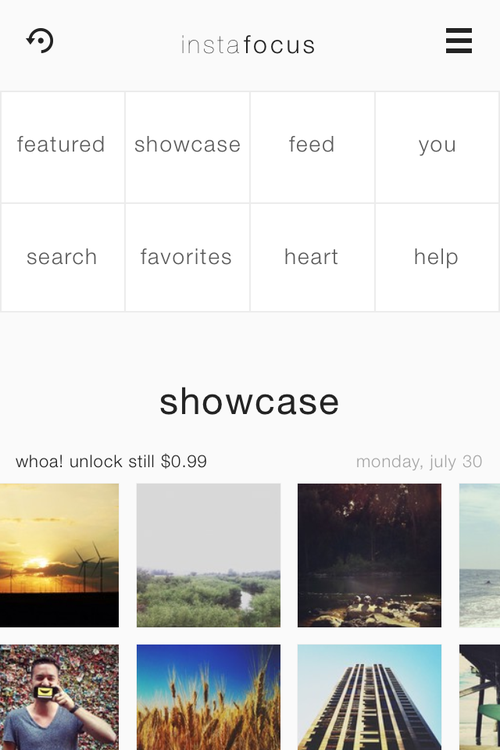 instafocus
featured showcase feed you
search favorites heart help
showcase
whoa! unlock still $0.99 monday, july 30